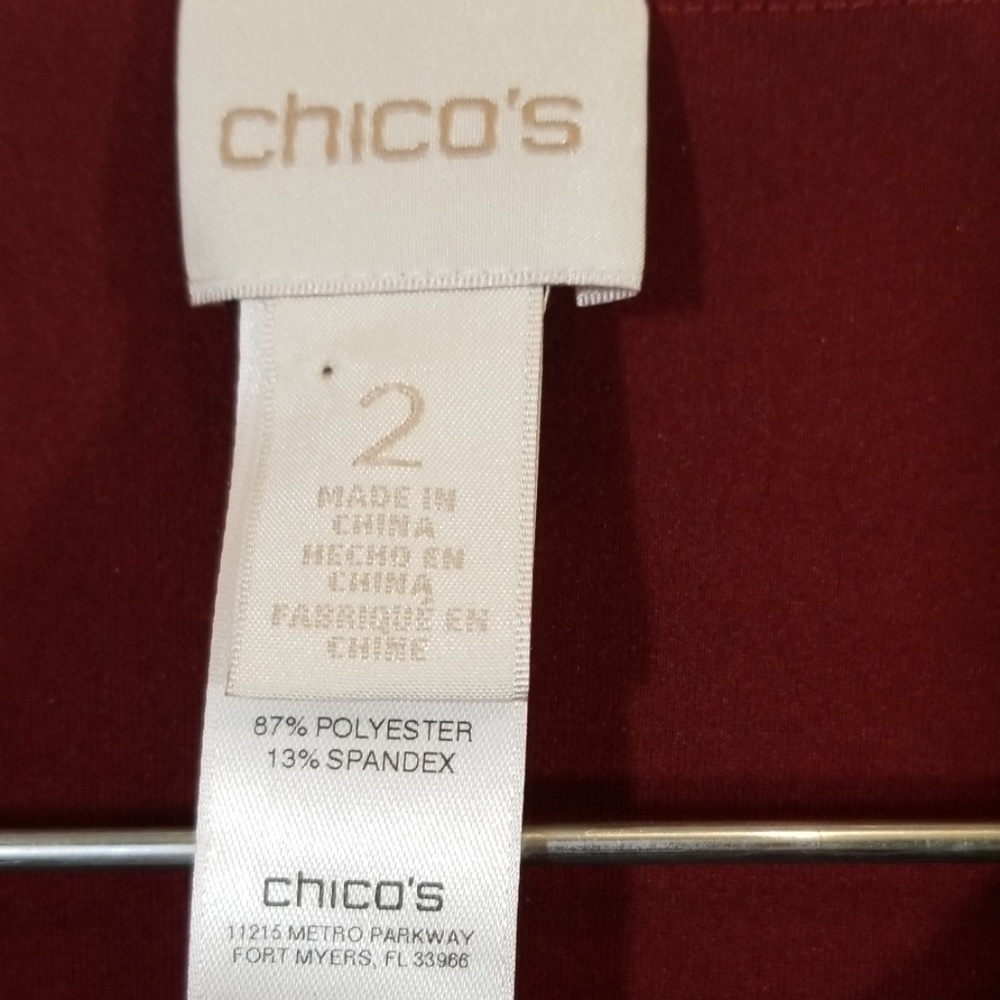 chico's
2
MADE IN
CHINA
HECHO EN
CHINA
FABRIQUÉ EN
CHINE
87% POLYESTER
13% SPANDEX
chico's
11215 METRO PARKWAY
FORT MYERS, FL 33966